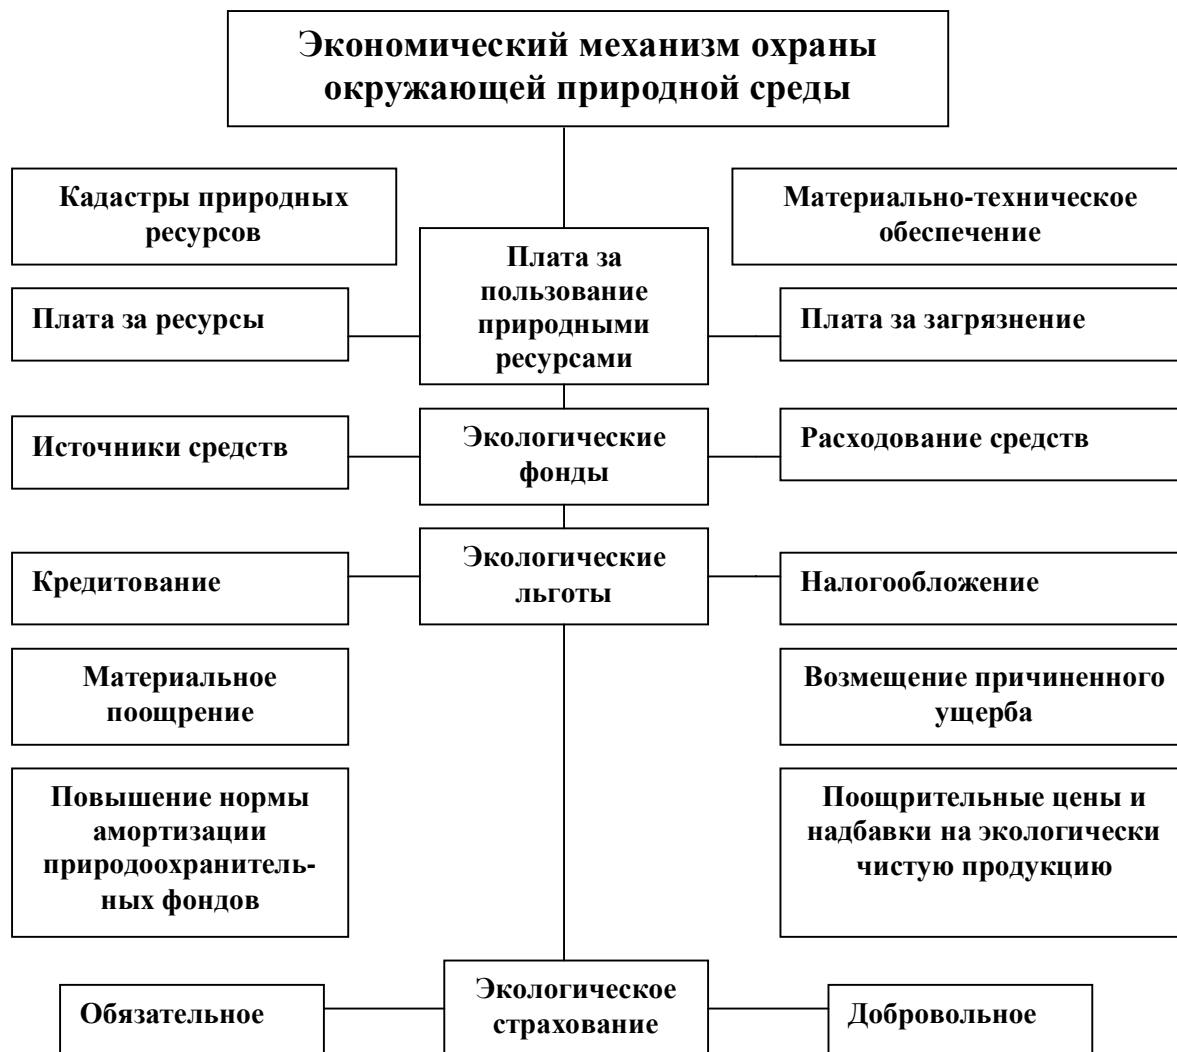 Экономический механизм охраны
окружающей природной среды
Кадастры природных
ресурсов
Материально-техническое
обеспечение
Плата за
пользование
природными
ресурсами
Плата за ресурсы
Плата за загрязнение
Источники средств
Экологические
фонды
Расходование средств
Кредитование
Экологические
льготы
Налогообложение
Материальное
поощрение
Возмещение причиненного
ущерба
Повышение нормы
амортизации
природоохранитель-
ных фондов
Поощрительные цены и
надбавки на экологически
чистую продукцию
Обязательное
Экологическое
страхование
Добровольное